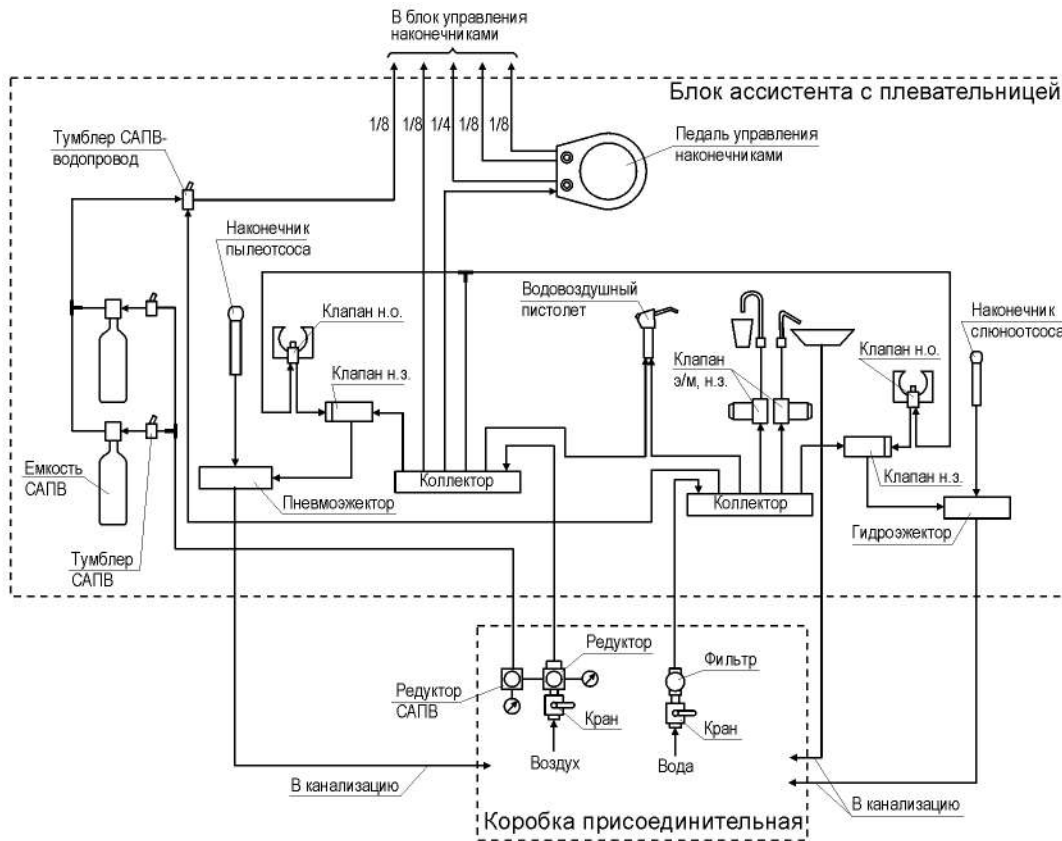 В блок управления
наконечниками
Блок ассистента с плевательницей
1/8
1/8
1/4
1/8
1/8
Тумблер САПВ-
водопровод
Педаль управления
наконечниками
Наконечник
пылеотсоса
Водовоздушный
пистолет
Наконечник
слюноотсоса
Клапан н.о.
Клапан н.з.
Клапан
э/м, н.з.
Клапан н.о.
Клапан н.з.
Емкость
САПВ
Пневмоэжектор
Коллектор
Коллектор
Гидроэжектор
Тумблер
САПВ
Редуктор
Фильтр
Редуктор
САПВ
Кран
Кран
Воздух
Вода
В канализацию
В канализацию
Коробка присоединительная